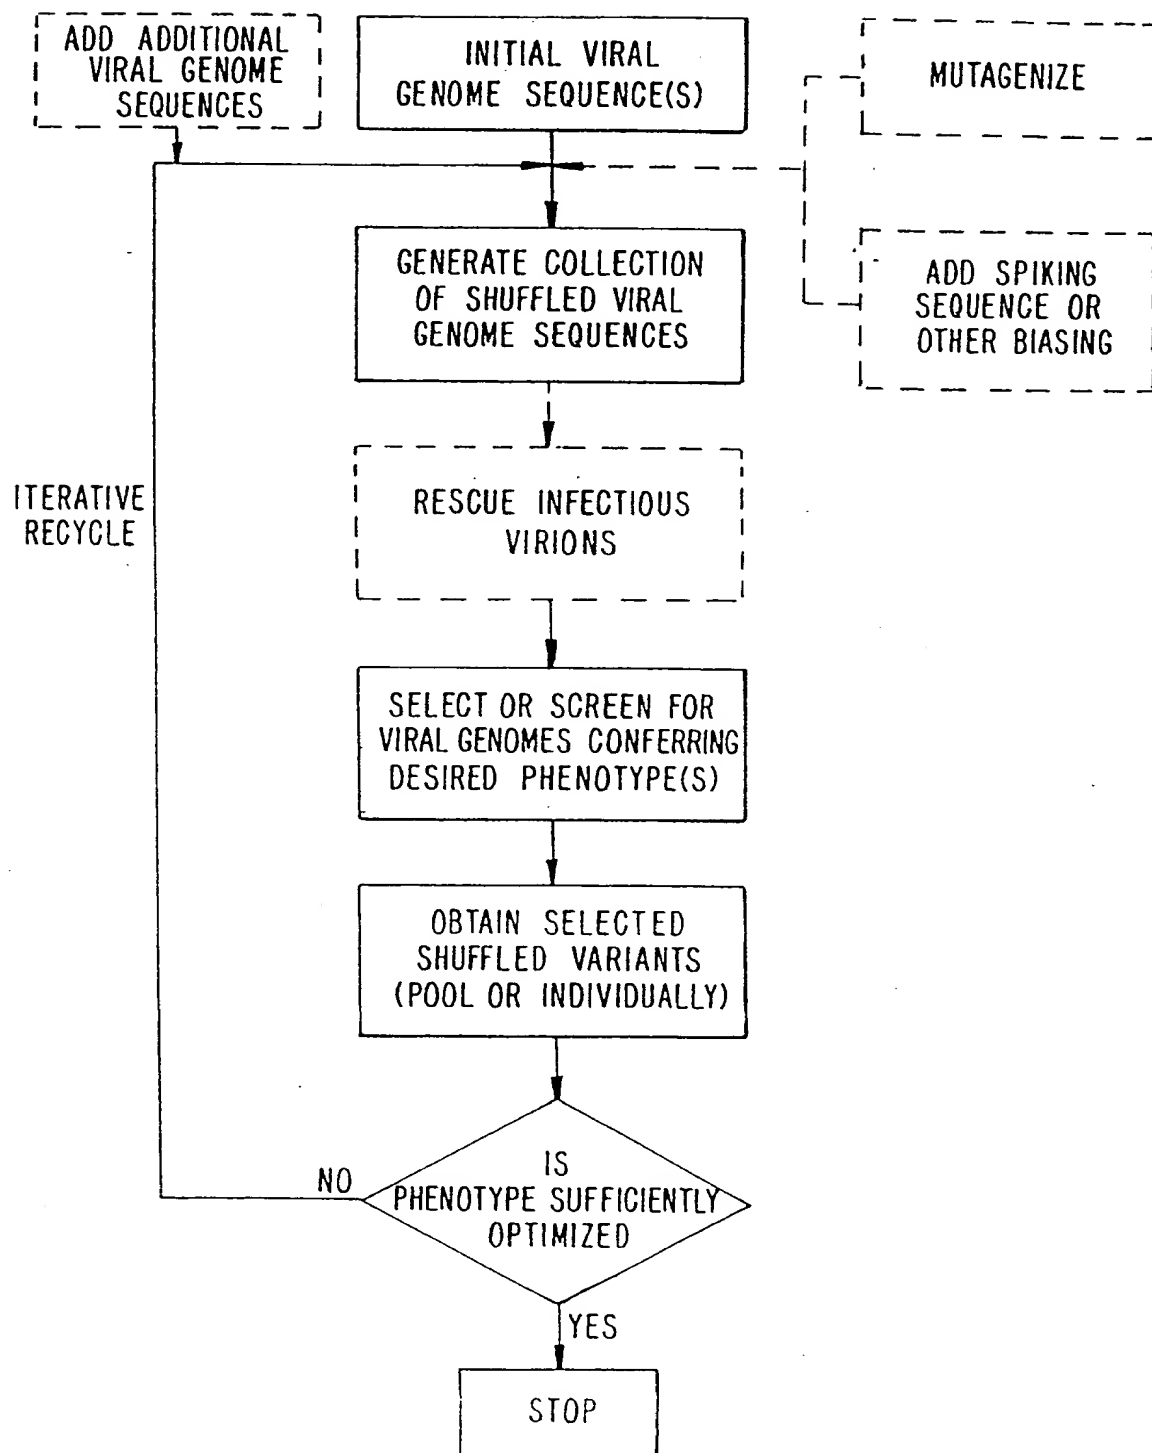 ADD ADDITIONAL
VIRAL GENOME
SEQUENCES
INITIAL VIRAL
GENOME SEQUENCE(S)
MUTAGENIZE
GENERATE COLLECTION
OF SHUFFLED VIRAL
GENOME SEQUENCES
ADD SPIKING
SEQUENCE OR
OTHER BIASING
ITERATIVE
RECYCLE
RESCUE INFECTIOUS
VIRIONS
SELECT OR SCREEN FOR
VIRAL GENOMES CONFERRING
DESIRED PHENOTYPE(S)
OBTAIN SELECTED
SHUFFLED VARIANTS
(POOL OR INDIVIDUALLY)
NO
IS
PHENOTYPE SUFFICIENTLY
OPTIMIZED
YES
STOP